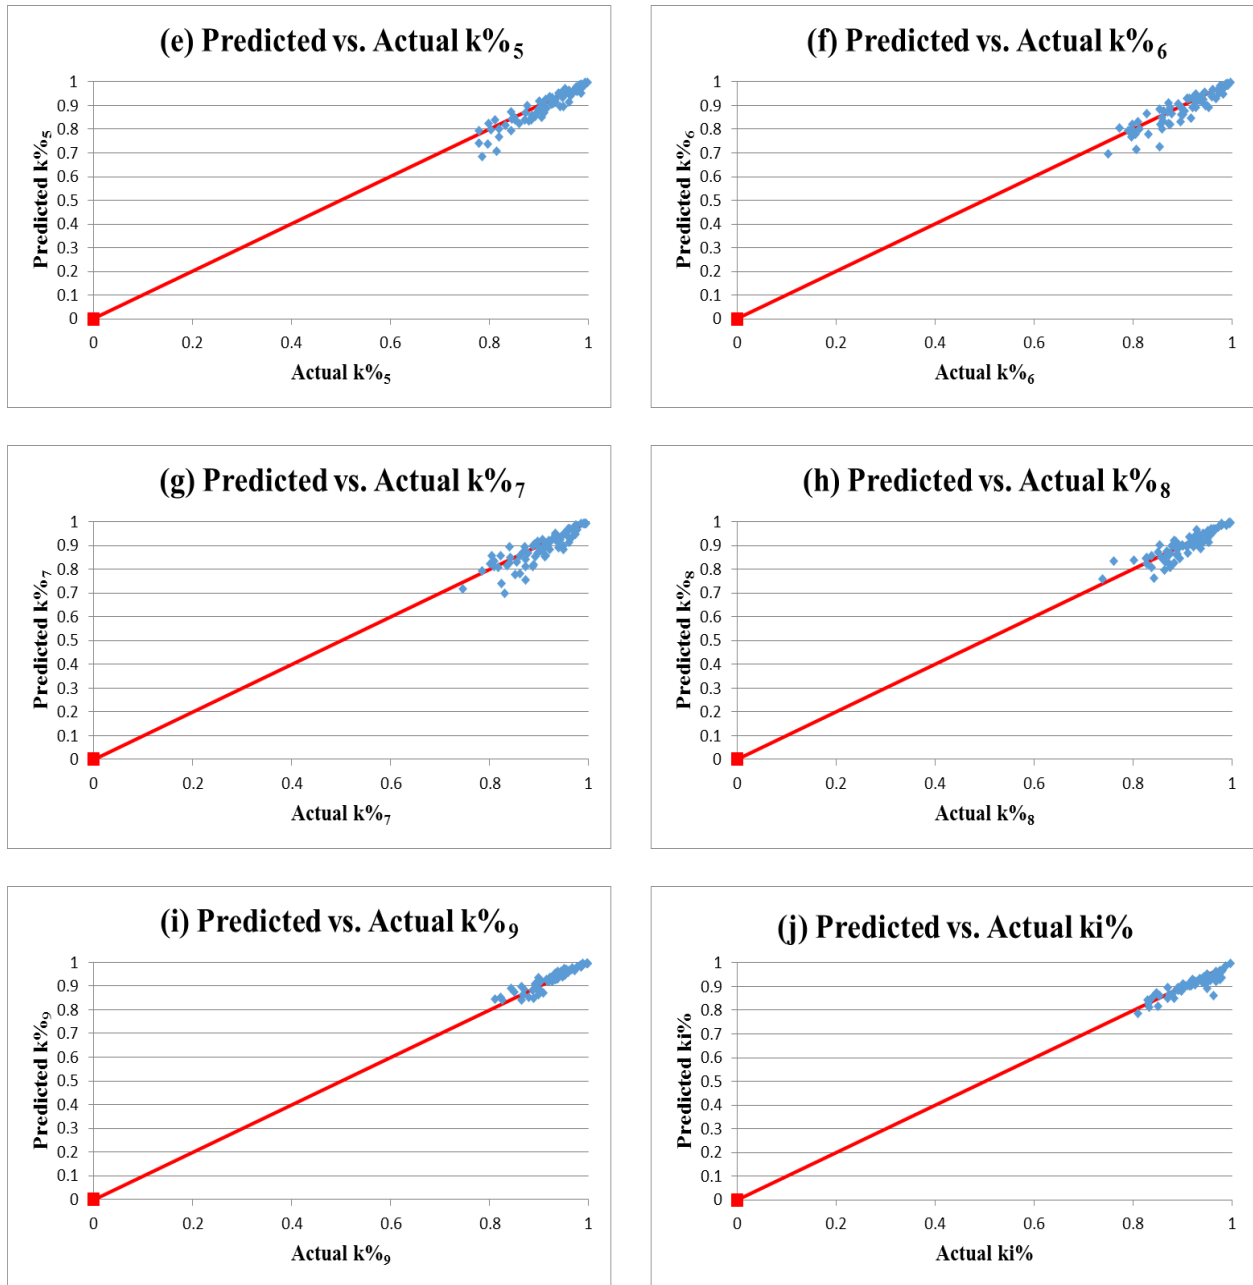 (e) Predicted vs. Actual k%₅
Predicted k%₅
1
0.9
0.8
0.7
0.6
0.5
0.4
0.3
0.2
0.1
0
0 0.2 0.4 0.6 0.8 1
Actual k%₅
(f) Predicted vs. Actual k%₆
Predicted k%₆
1
0.9
0.8
0.7
0.6
0.5
0.4
0.3
0.2
0.1
0
0 0.2 0.4 0.6 0.8 1
Actual k%₆
(g) Predicted vs. Actual k%₇
Predicted k%₇
1
0.9
0.8
0.7
0.6
0.5
0.4
0.3
0.2
0.1
0
0 0.2 0.4 0.6 0.8 1
Actual k%₇
(h) Predicted vs. Actual k%₈
Predicted k%₈
1
0.9
0.8
0.7
0.6
0.5
0.4
0.3
0.2
0.1
0
0 0.2 0.4 0.6 0.8 1
Actual k%₈
(i) Predicted vs. Actual k%₉
Predicted k%₉
1
0.9
0.8
0.7
0.6
0.5
0.4
0.3
0.2
0.1
0
0 0.2 0.4 0.6 0.8 1
Actual k%₉
(j) Predicted vs. Actual ki%
Predicted ki%
1
0.9
0.8
0.7
0.6
0.5
0.4
0.3
0.2
0.1
0
0 0.2 0.4 0.6 0.8 1
Actual ki%